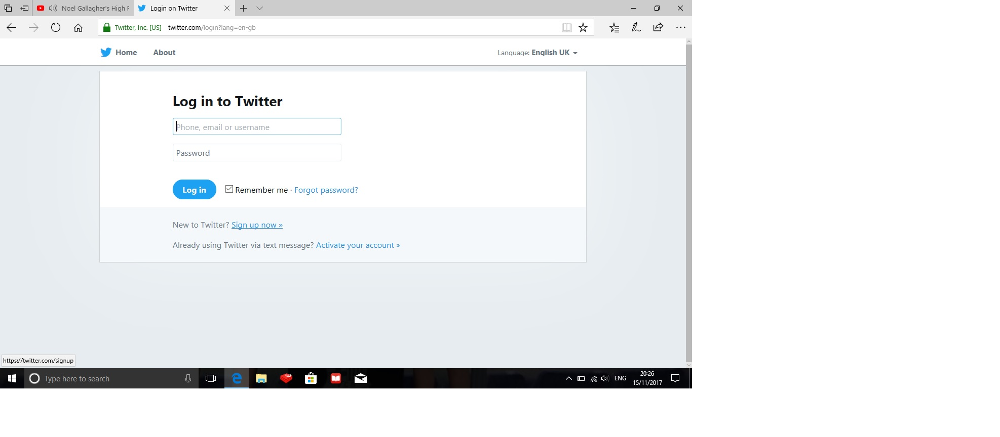 Noel Gallagher's High F
Login on Twitter
Twitter, Inc. [US] twitter.com/login?lang=en-gb
Home About Language: English UK
Log in to Twitter
Phone, email or username
Password
Log in Remember me · Forgot password?
New to Twitter? Sign up now »
Already using Twitter via text message? Activate your account »
https://twitter.com/signup
Type here to search
ENG
20:26
15/11/2017